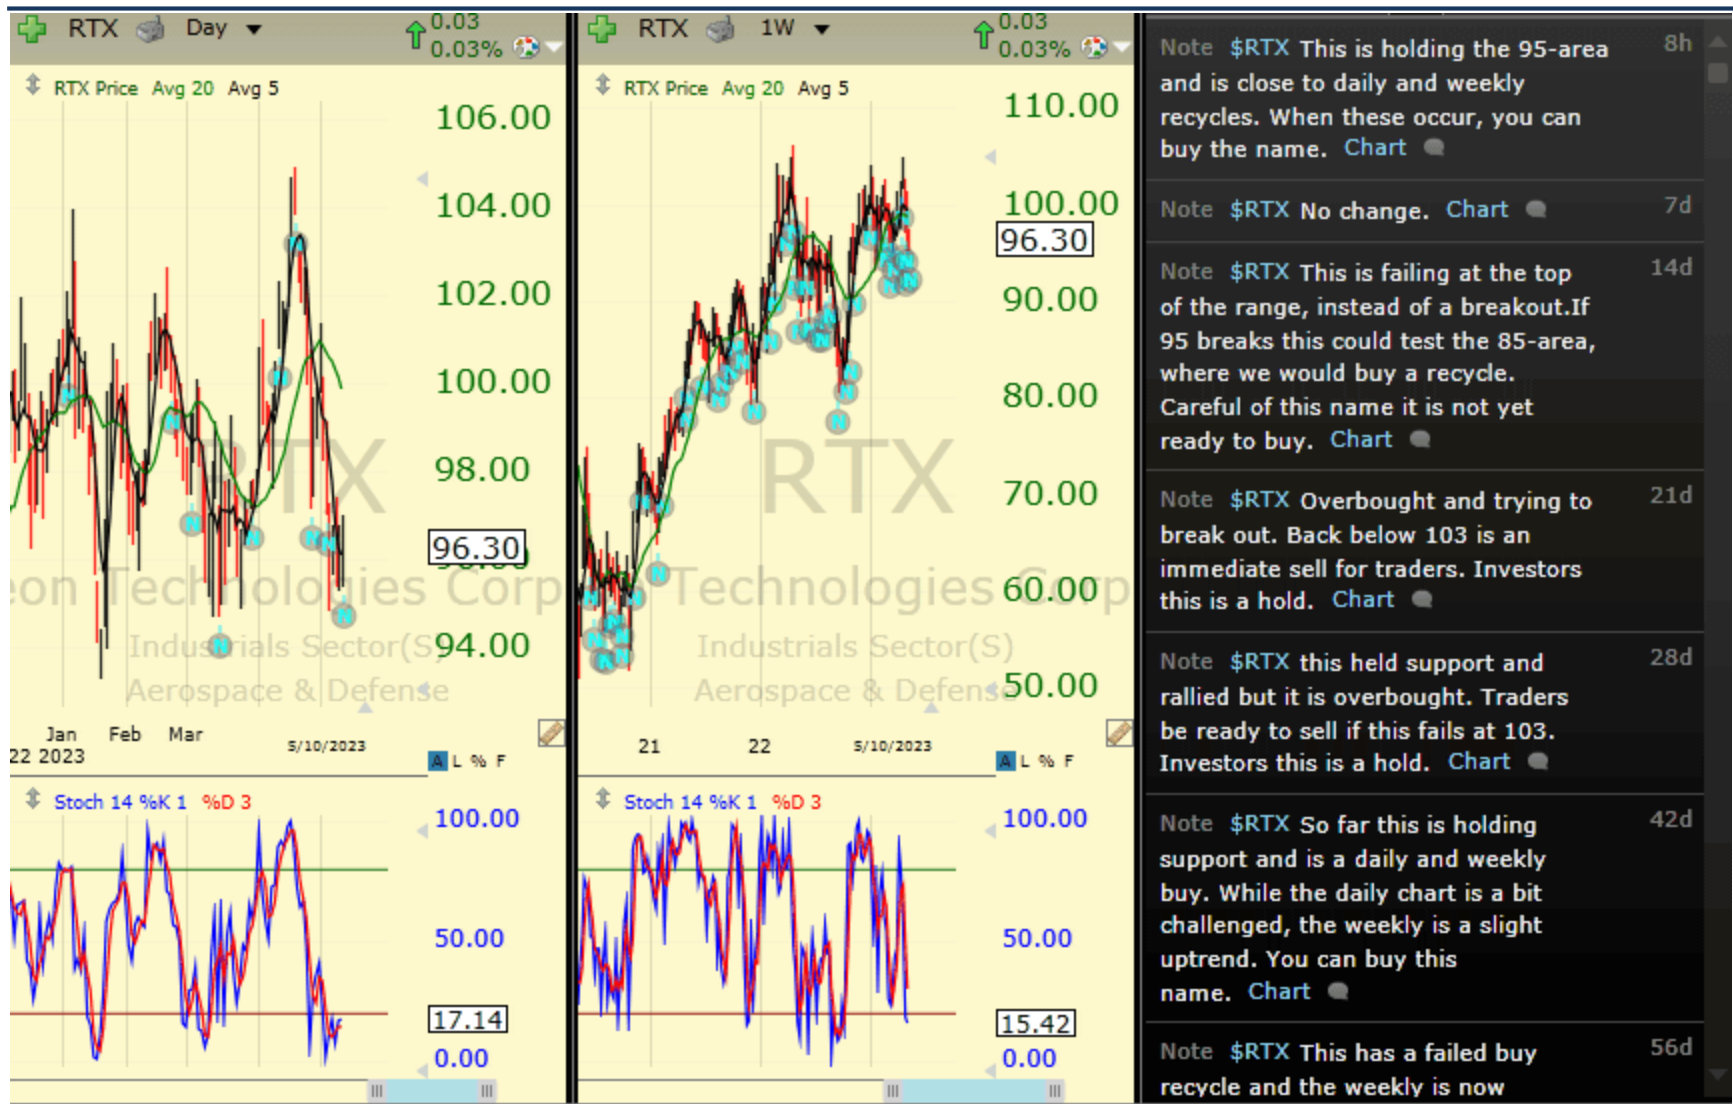 RTX Day 0.03
0.03%
RTX Price Avg 20 Avg 5
106.00
104.00
102.00
100.00
98.00
96.30
94.00
RTX
eon Technologies Corp
Industrials Sector(S)
Aerospace & Defense
Jan Feb Mar 5/10/2023
22 2023
A L % F
Stoch 14 %K 1 %D 3
100.00
50.00
17.14
0.00
RTX 1W 0.03
0.03%
RTX Price Avg 20 Avg 5
110.00
100.00
96.30
90.00
80.00
70.00
60.00
50.00
RTX
Technologies Corp
Industrials Sector(S)
Aerospace & Defense
21 22 5/10/2023
A L % F
Stoch 14 %K 1 %D 3
100.00
50.00
15.42
0.00
Note $RTX This is holding the 95-area 8h
and is close to daily and weekly
recycles. When these occur, you can
buy the name. Chart
Note $RTX No change. Chart 7d
Note $RTX This is failing at the top 14d
of the range, instead of a breakout.If
95 breaks this could test the 85-area,
where we would buy a recycle.
Careful of this name it is not yet
ready to buy. Chart
Note $RTX Overbought and trying to 21d
break out. Back below 103 is an
immediate sell for traders. Investors
this is a hold. Chart
Note $RTX this held support and 28d
rallied but it is overbought. Traders
be ready to sell if this fails at 103.
Investors this is a hold. Chart
Note $RTX So far this is holding 42d
support and is a daily and weekly
buy. While the daily chart is a bit
challenged, the weekly is a slight
uptrend. You can buy this
name. Chart
Note $RTX This has a failed buy 56d
recycle and the weekly is now